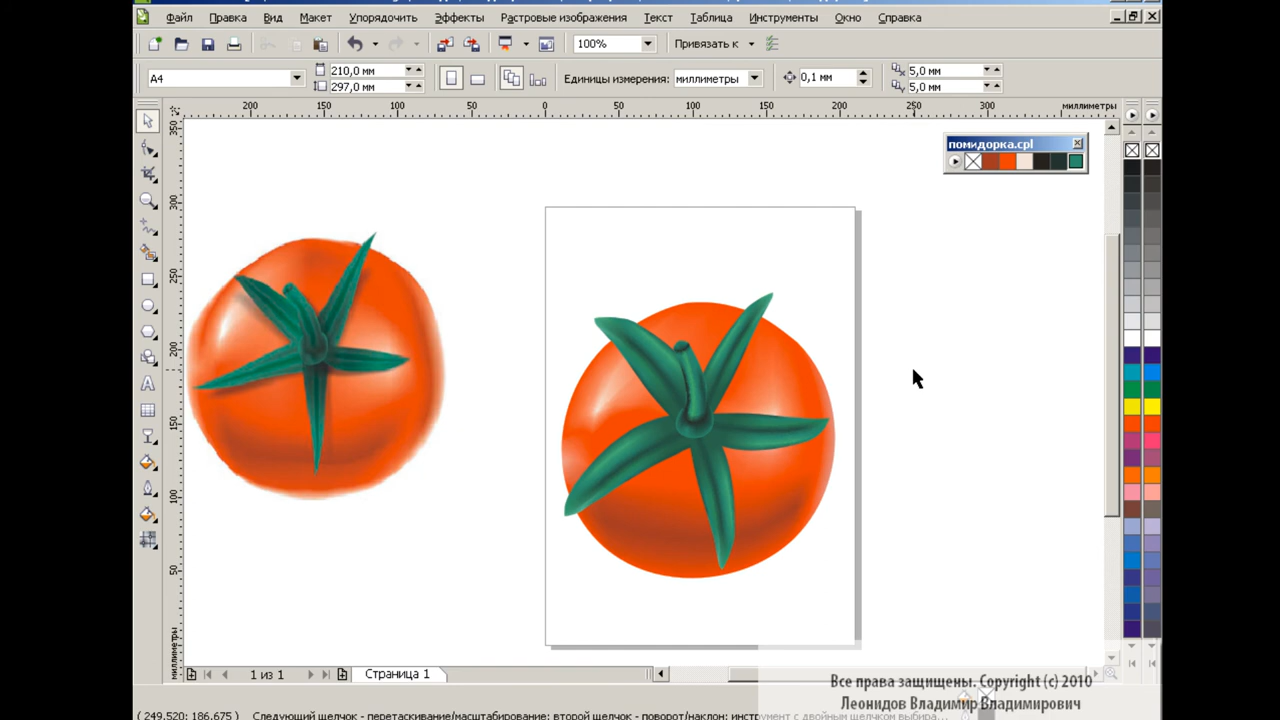 Файл Правка Вид Макет Упорядочить Эффекты Растровые изображения Текст Таблица Инструменты Окно Справка
100% Привязать к
A4 210,0 мм 297,0 мм Единицы измерения: миллиметры 0,1 мм 5,0 мм 5,0 мм
200 150 100 50 0 50 100 150 200 250 300 миллиметры
350
300
250
200
150
100
50
миллиметры
помидорка.cpl
1 из 1 Страница 1
Все права защищены. Copyright (c) 2010
Леонидов Владимир Владимирович
(249,520; 186,675) Следующий щелчок - перетаскивание/масштабирование; второй щелчок - поворот/наклон; инструмент с двойным щелчком выбира...